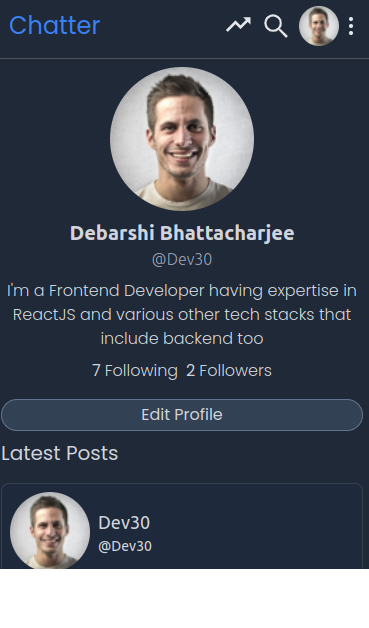 Chatter
Debarshi Bhattacharjee
@Dev30
I'm a Frontend Developer having expertise in
ReactJS and various other tech stacks that
include backend too
7 Following 2 Followers
Edit Profile
Latest Posts
Dev30
@Dev30